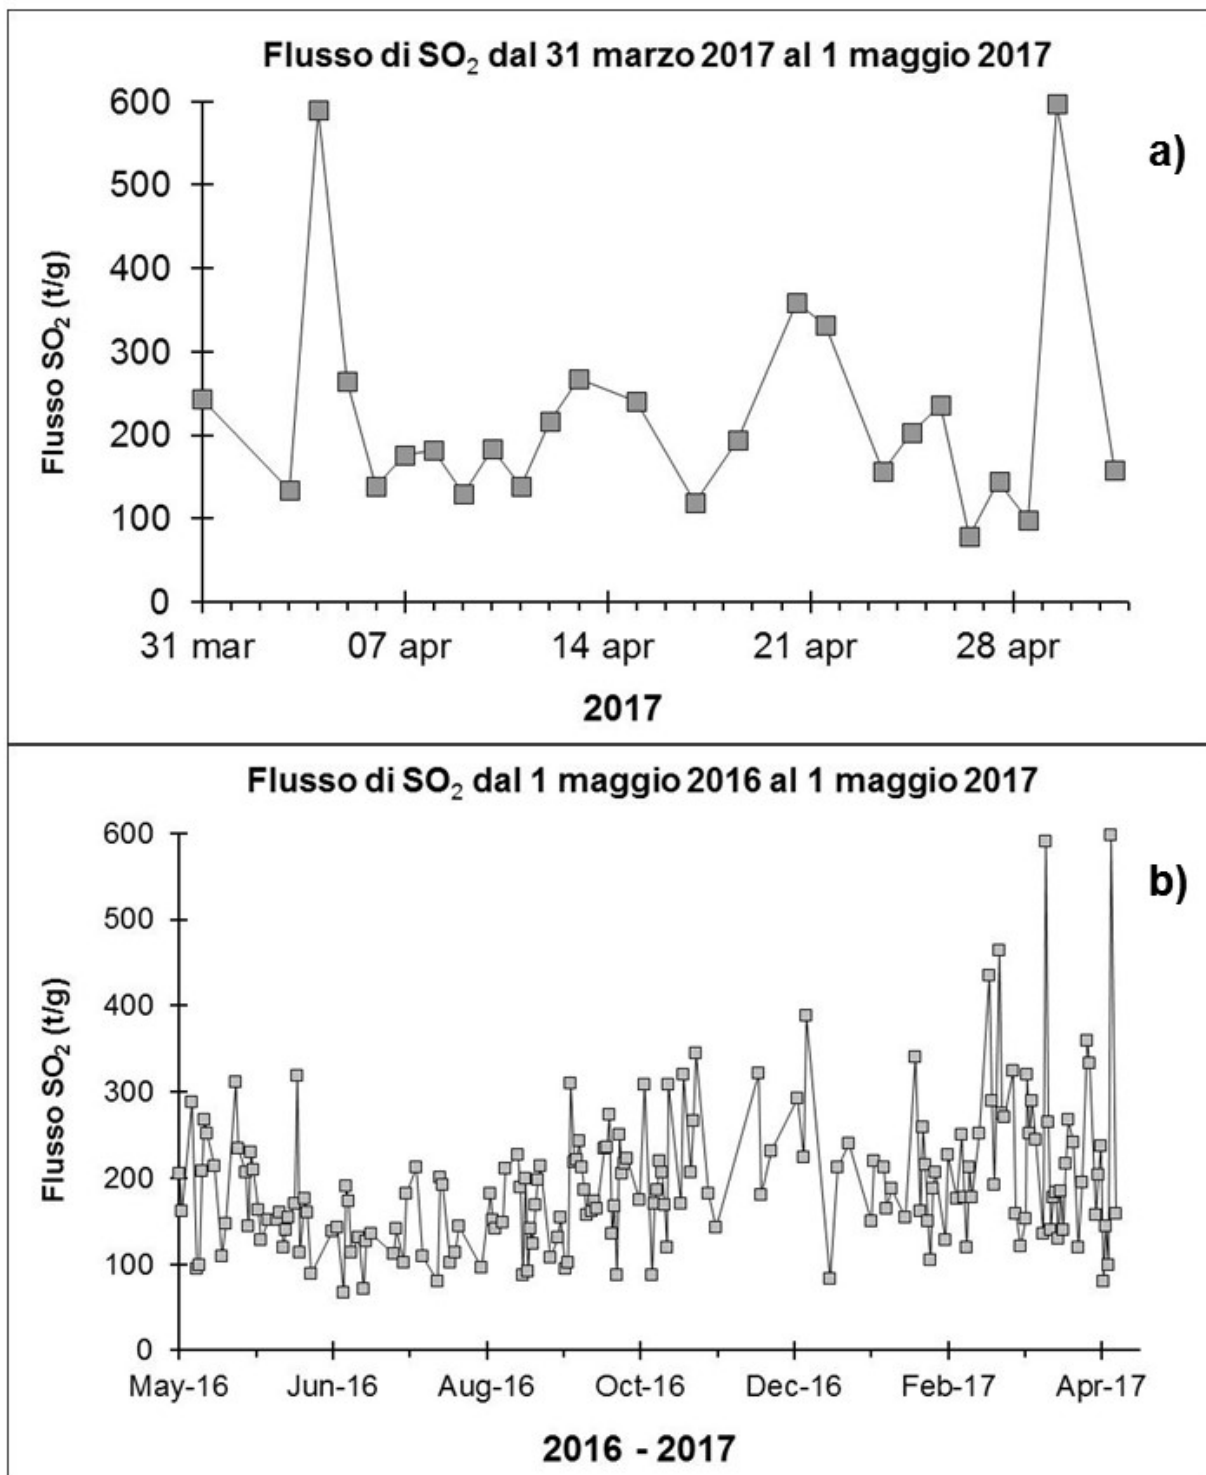 Flusso di SO₂ dal 31 marzo 2017 al 1 maggio 2017
a)
600
500
400
300
200
100
0
Flusso SO₂ (t/g)
31 mar 07 apr 14 apr 21 apr 28 apr
2017
Flusso di SO₂ dal 1 maggio 2016 al 1 maggio 2017
b)
600
500
400
300
200
100
0
Flusso SO₂ (t/g)
May-16 Jun-16 Aug-16 Oct-16 Dec-16 Feb-17 Apr-17
2016 - 2017